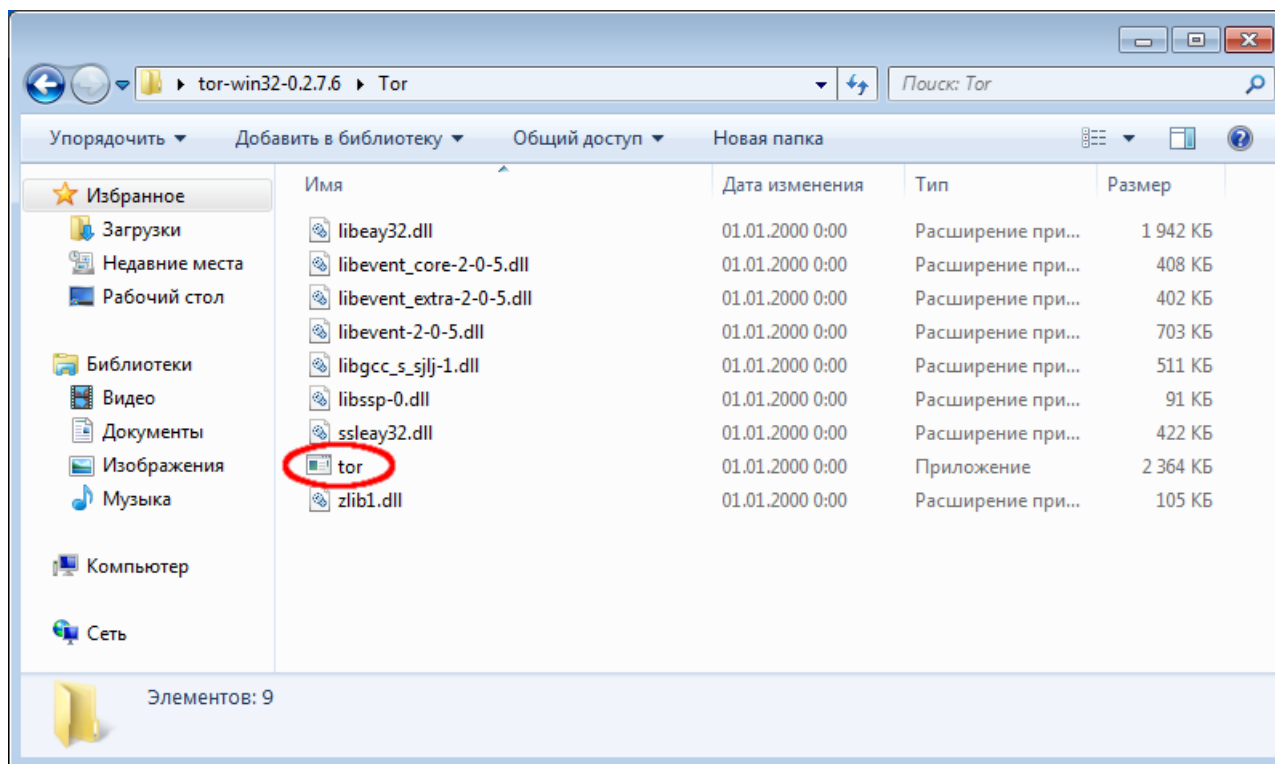 tor-win32-0.2.7.6 Tor Поиск: Tor
Упорядочить Добавить в библиотеку Общий доступ Новая папка
Избранное
Загрузки
Недавние места
Рабочий стол
Библиотеки
Видео
Документы
Изображения
Музыка
Компьютер
Сеть
Имя Дата изменения Тип Размер
libeay32.dll 01.01.2000 0:00 Расширение при... 1 942 КБ
libevent_core-2-0-5.dll 01.01.2000 0:00 Расширение при... 408 КБ
libevent_extra-2-0-5.dll 01.01.2000 0:00 Расширение при... 402 КБ
libevent-2-0-5.dll 01.01.2000 0:00 Расширение при... 703 КБ
libgcc_s_sjlj-1.dll 01.01.2000 0:00 Расширение при... 511 КБ
libssp-0.dll 01.01.2000 0:00 Расширение при... 91 КБ
ssleay32.dll 01.01.2000 0:00 Расширение при... 422 КБ
tor 01.01.2000 0:00 Приложение 2 364 КБ
zlib1.dll 01.01.2000 0:00 Расширение при... 105 КБ
Элементов: 9